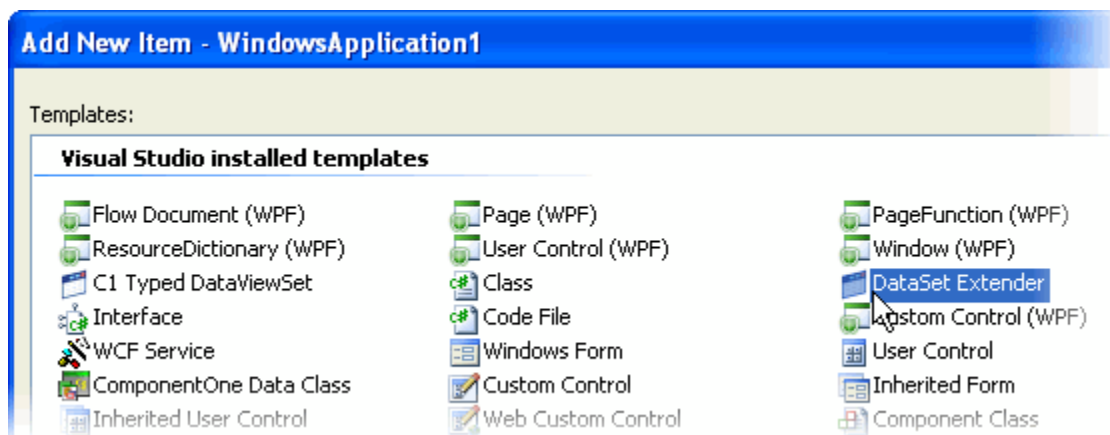 Add New Item - WindowsApplication1
Templates:
Visual Studio installed templates
Flow Document (WPF) Page (WPF) PageFunction (WPF)
ResourceDictionary (WPF) User Control (WPF) Window (WPF)
C1 Typed DataViewSet Class DataSet Extender
Interface Code File Custom Control (WPF)
WCF Service Windows Form User Control
ComponentOne Data Class Custom Control Inherited Form
Inherited User Control Web Custom Control Component Class